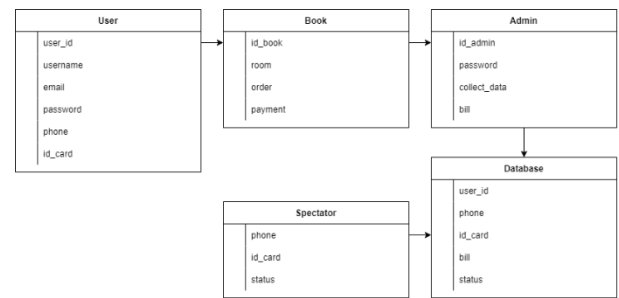 User
user_id
username
email
password
phone
id_card
Book
id_book
room
order
payment
Admin
id_admin
password
collect_data
bill
Spectator
phone
id_card
status
Database
user_id
phone
id_card
bill
status